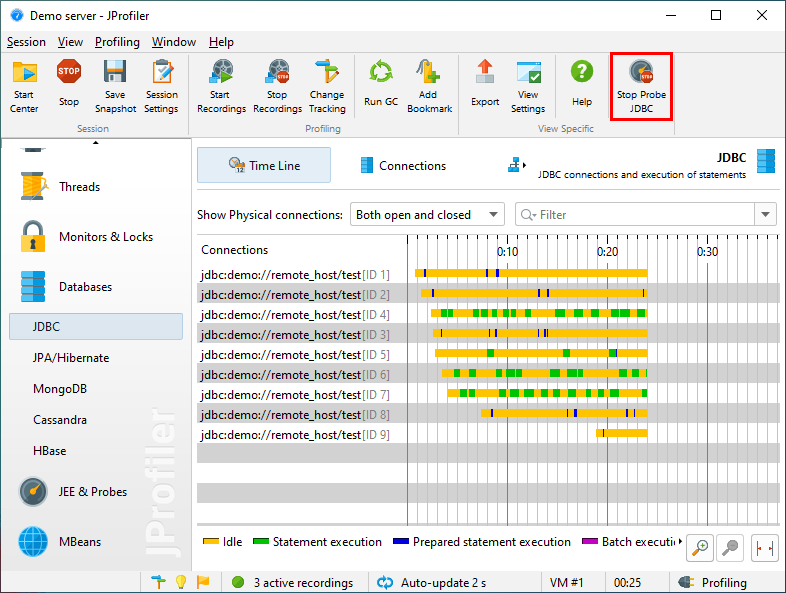 Demo server - JProfiler
Session View Profiling Window Help
Start Center
STOP
Stop
Save Snapshot
Session Settings
Start Recordings
STOP
Stop Recordings
Change Tracking
Run GC
Add Bookmark
Export
View Settings
?
Help
STOP
Stop Probe JDBC
Session
Profiling
View Specific
Threads
Monitors & Locks
Databases
JDBC
JPA/Hibernate
MongoDB
Cassandra
HBase
JEE & Probes
MBeans
JProfiler
12
Time Line
Connections
JDBC
JDBC connections and execution of statements
Show Physical connections:
Both open and closed
Filter
Connections
0:10 0:20 0:30
jdbc:demo://remote_host/test[ID 1]
jdbc:demo://remote_host/test[ID 2]
jdbc:demo://remote_host/test[ID 4]
jdbc:demo://remote_host/test[ID 3]
jdbc:demo://remote_host/test[ID 5]
jdbc:demo://remote_host/test[ID 6]
jdbc:demo://remote_host/test[ID 7]
jdbc:demo://remote_host/test[ID 8]
jdbc:demo://remote_host/test[ID 9]
Idle Statement execution Prepared statement execution Batch executi
3 active recordings
Auto-update 2 s
VM #1
00:25
Profiling